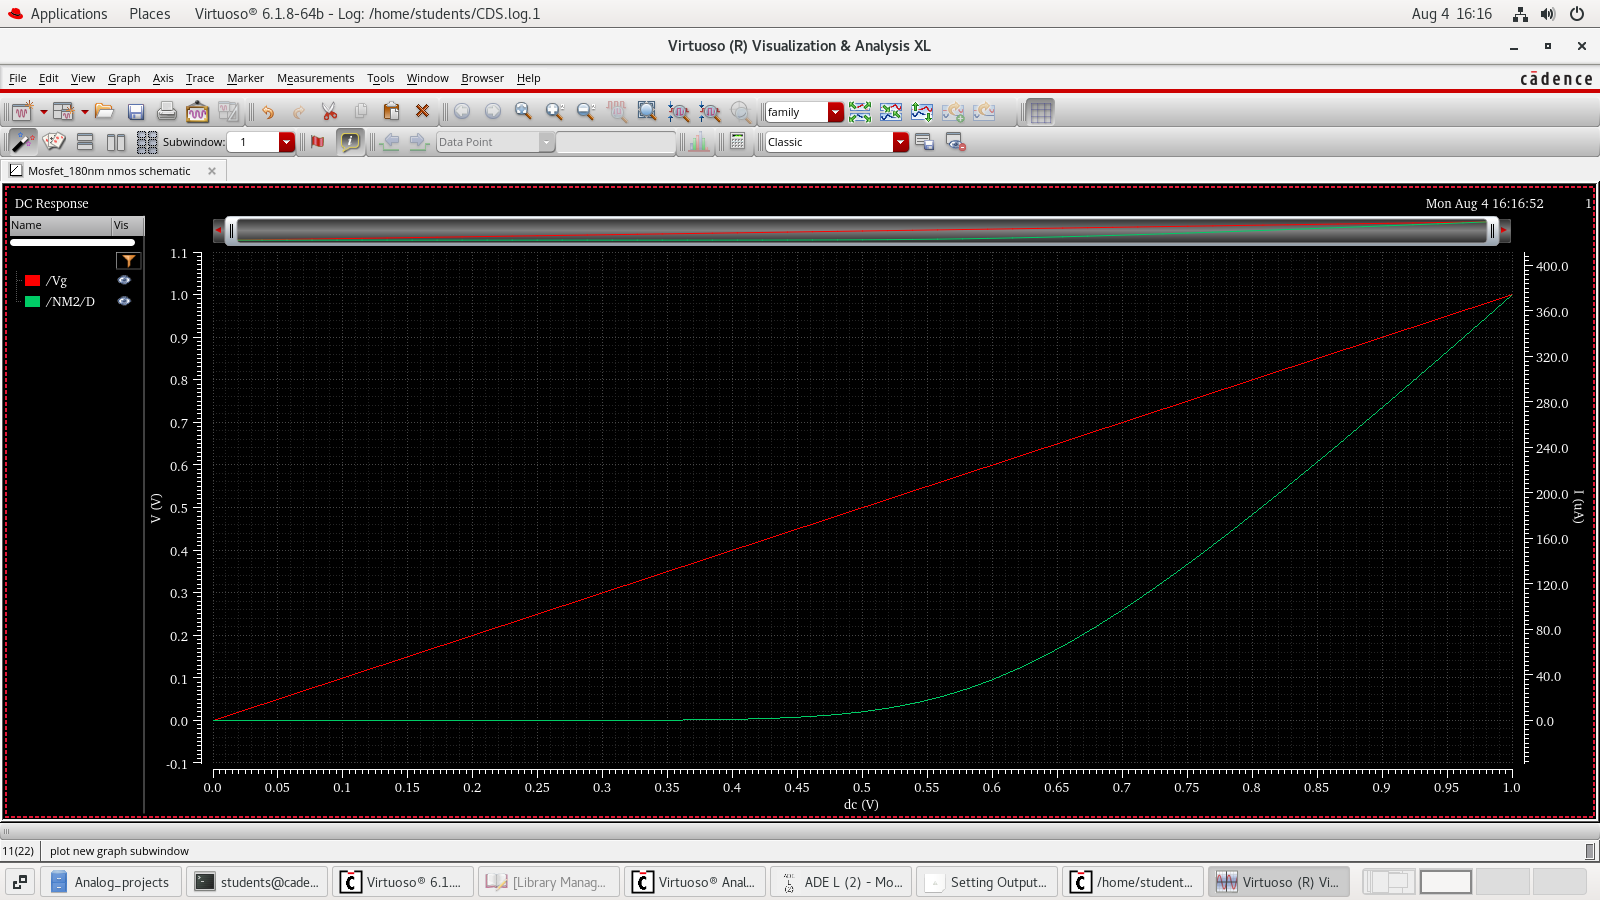 Applications Places Virtuoso® 6.1.8-64b - Log: /home/students/CDS.log.1 Aug 4 16:16
Virtuoso (R) Visualization & Analysis XL
File Edit View Graph Axis Trace Marker Measurements Tools Window Browser Help cādence
family
Subwindow: 1 Data Point Classic
Mosfet_180nm nmos schematic
DC Response Mon Aug 4 16:16:52 1
Name Vis
/Vg
/NM2/D
1.1
1.0
0.9
0.8
0.7
0.6
0.5
0.4
0.3
0.2
0.1
0.0
-0.1
V (V)
400.0
360.0
320.0
280.0
240.0
200.0
160.0
120.0
80.0
40.0
0.0
I (uA)
0.0 0.05 0.1 0.15 0.2 0.25 0.3 0.35 0.4 0.45 0.5 0.55 0.6 0.65 0.7 0.75 0.8 0.85 0.9 0.95 1.0
dc (V)
11(22) plot new graph subwindow
Analog_projects students@cade... Virtuoso® 6.1.... [Library Manag... Virtuoso® Anal... ADE L (2) ADE L (2) - Mo... Setting Output... /home/student... Virtuoso (R) Vi...